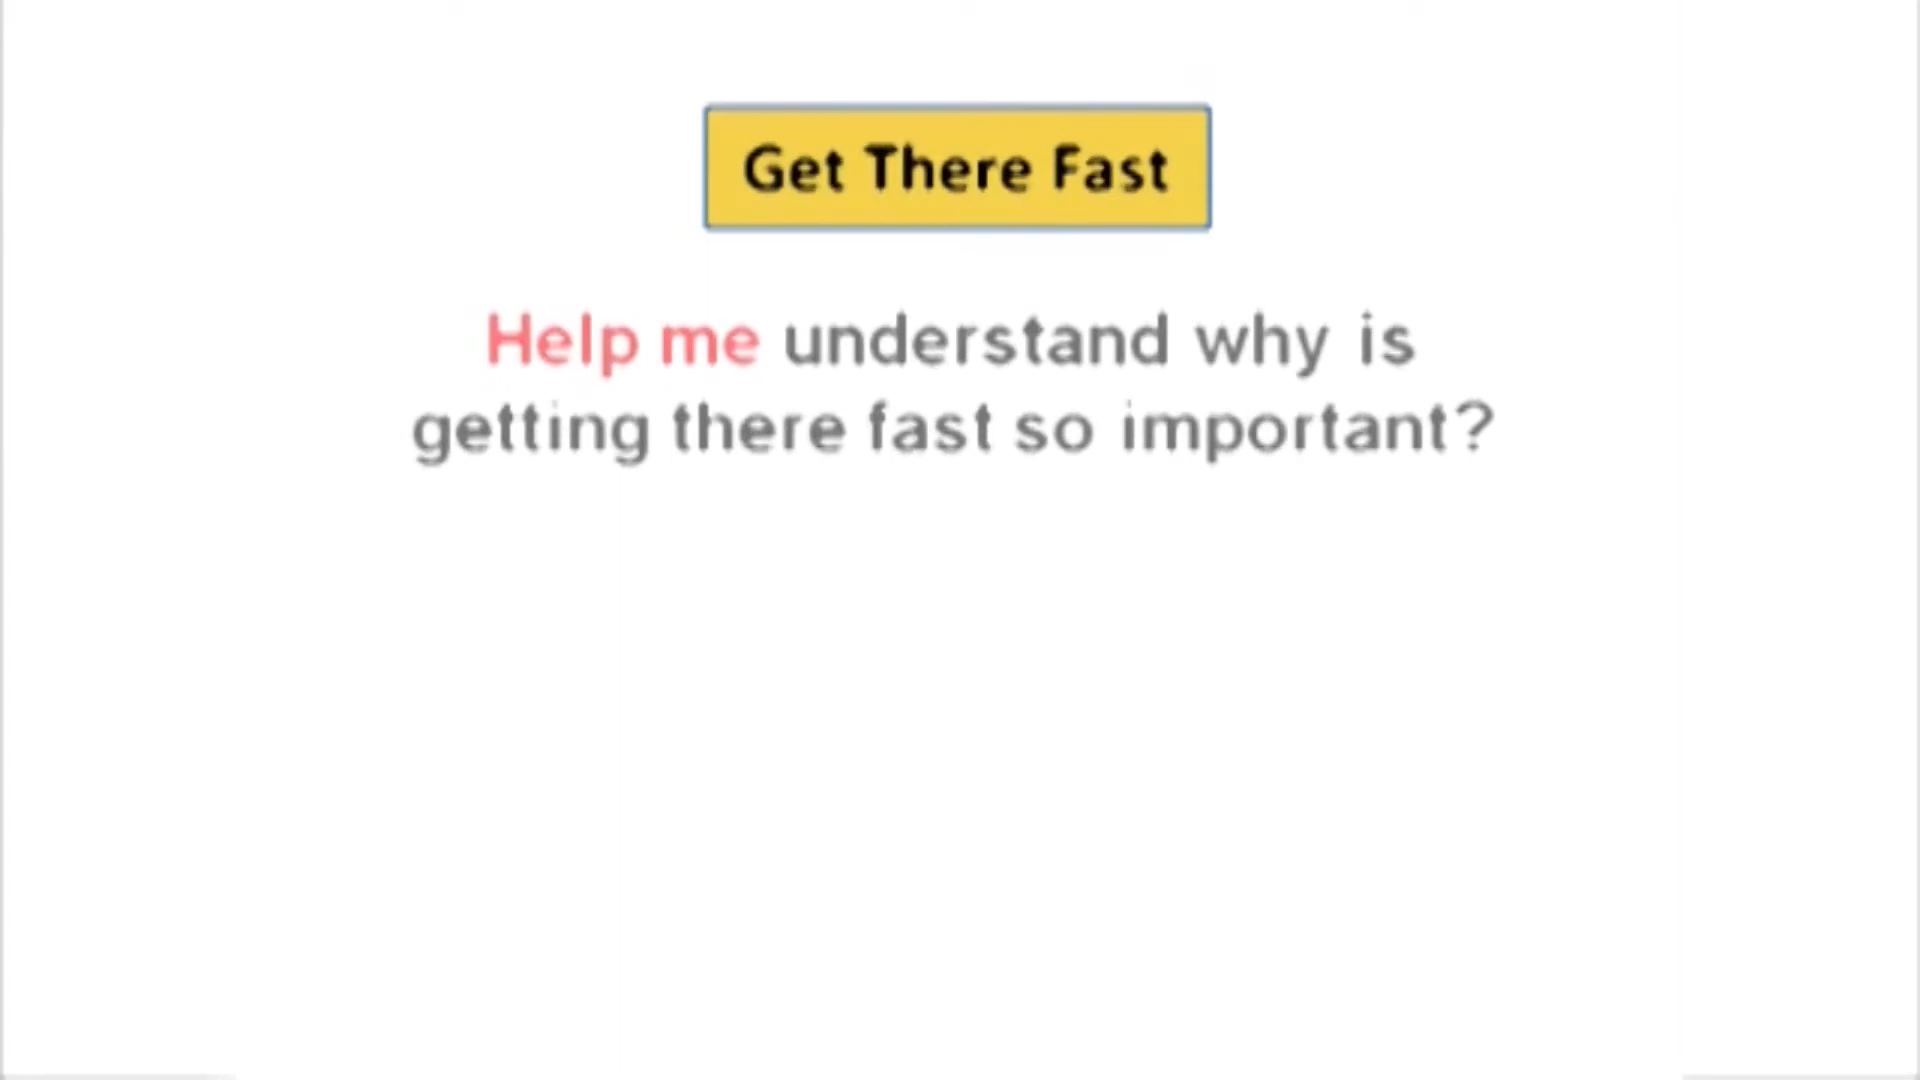 Get There Fast
Help me understand why is
getting there fast so important?